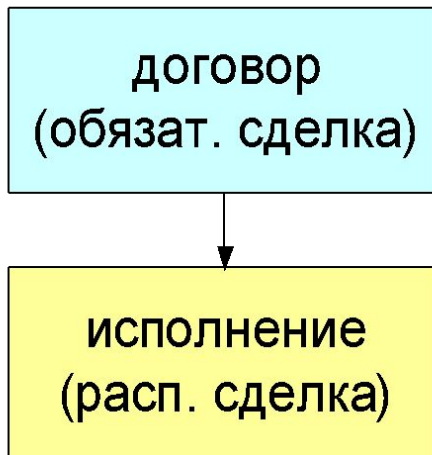 договор
(обязат. сделка)
исполнение
(расп. сделка)